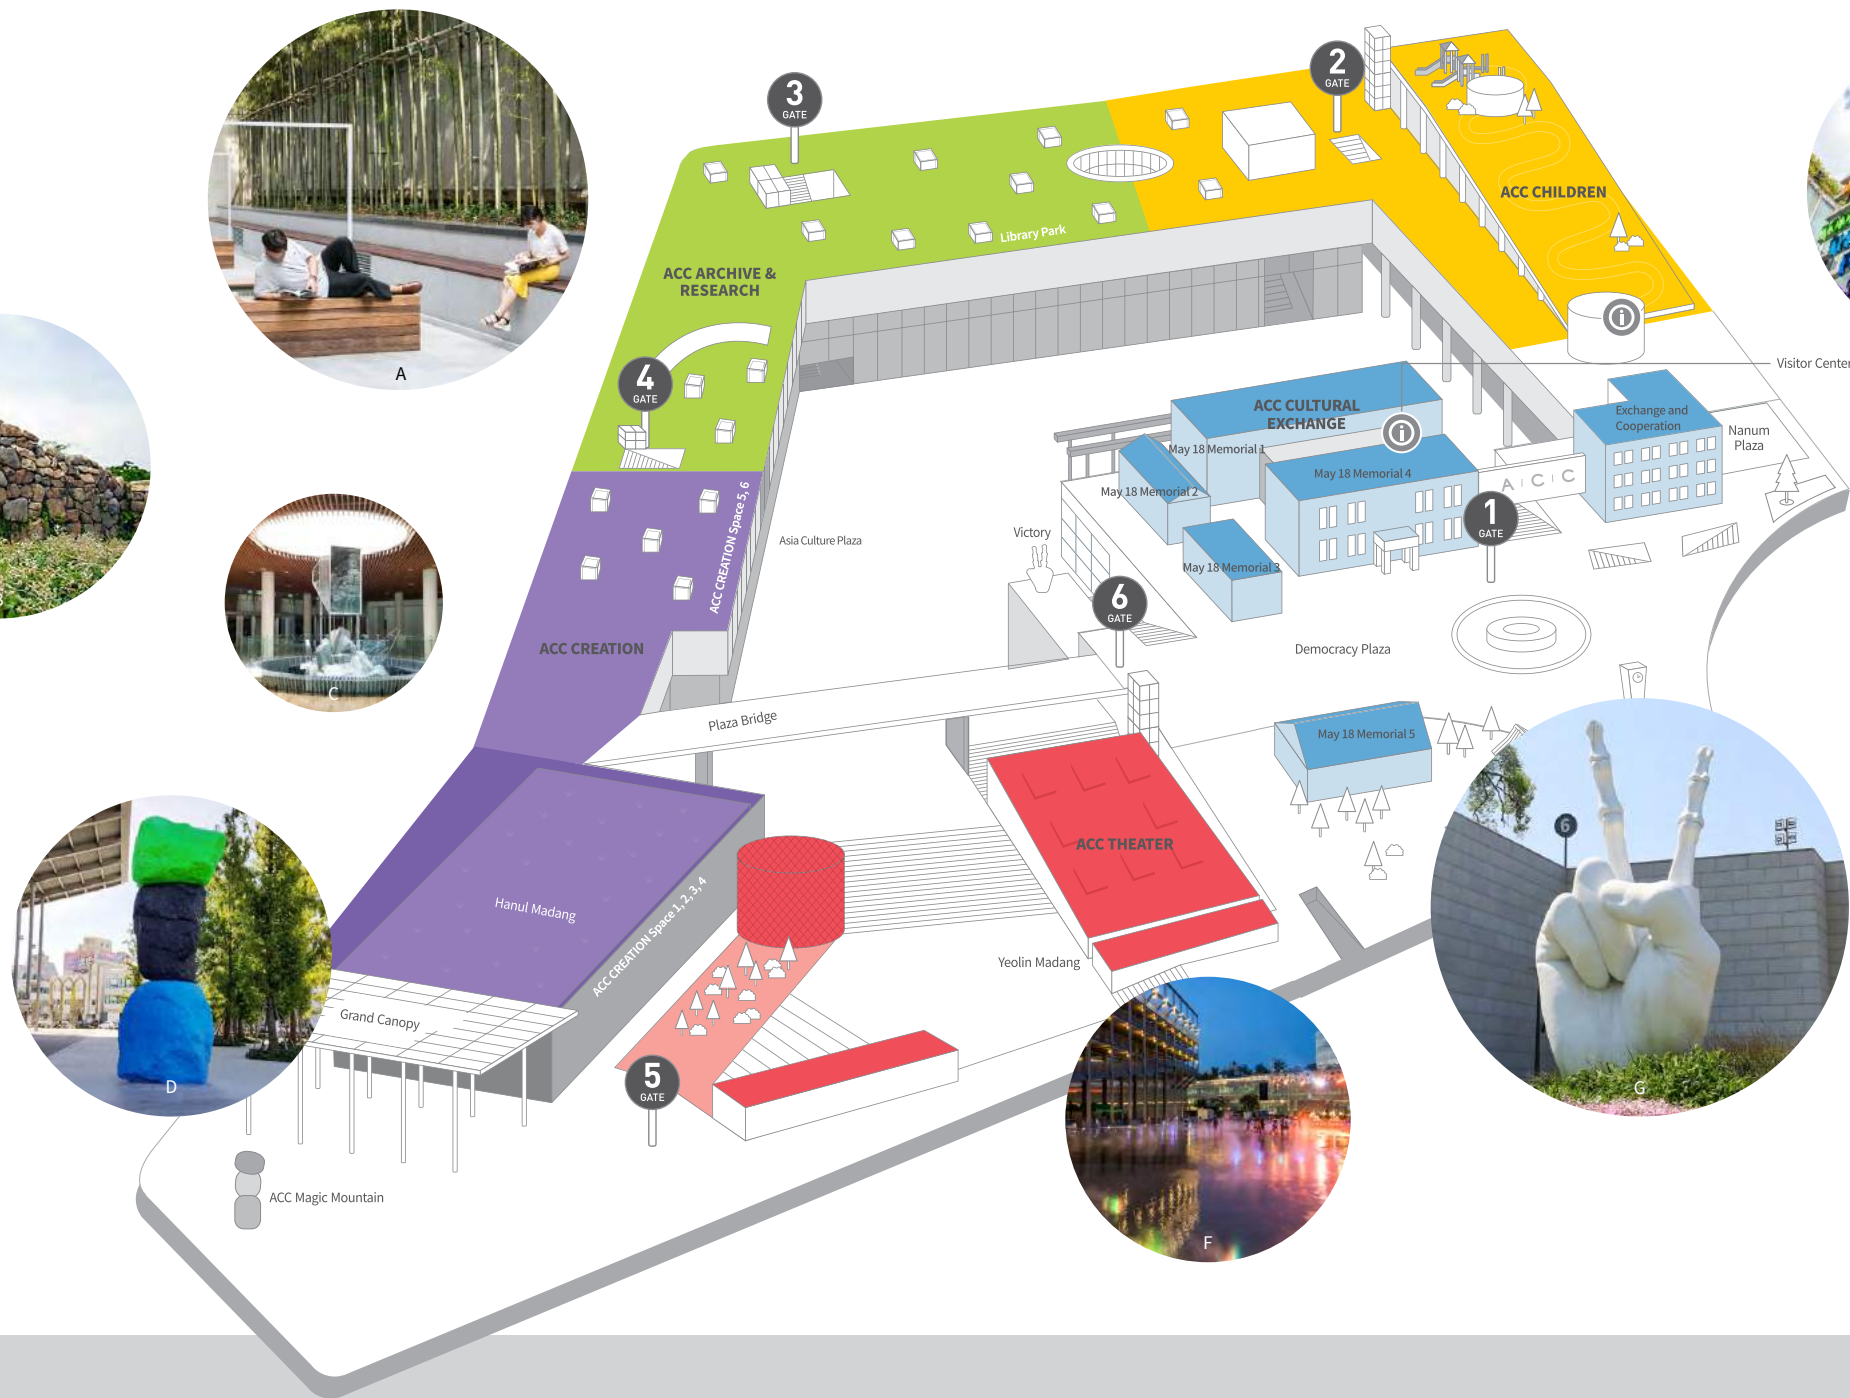 3
GATE
2
GATE
ACC CHILDREN
Library Park
ACC ARCHIVE &
RESEARCH
A
4
GATE
Visitor Center
ACC CULTURAL
EXCHANGE
Exchange and
Cooperation
Nanum
Plaza
May 18 Memorial 1
May 18 Memorial 4
May 18 Memorial 2
A C C
1
GATE
ACC CREATION Space 5, 6
Asia Culture Plaza
Victory
May 18 Memorial 3
6
GATE
ACC CREATION
Democracy Plaza
C
Plaza Bridge
May 18 Memorial 5
6
ACC THEATER
Hanul Madang
ACC CREATION Space 1, 2, 3, 4
Yeolin Madang
Grand Canopy
5
GATE
D
G
ACC Magic Mountain
F